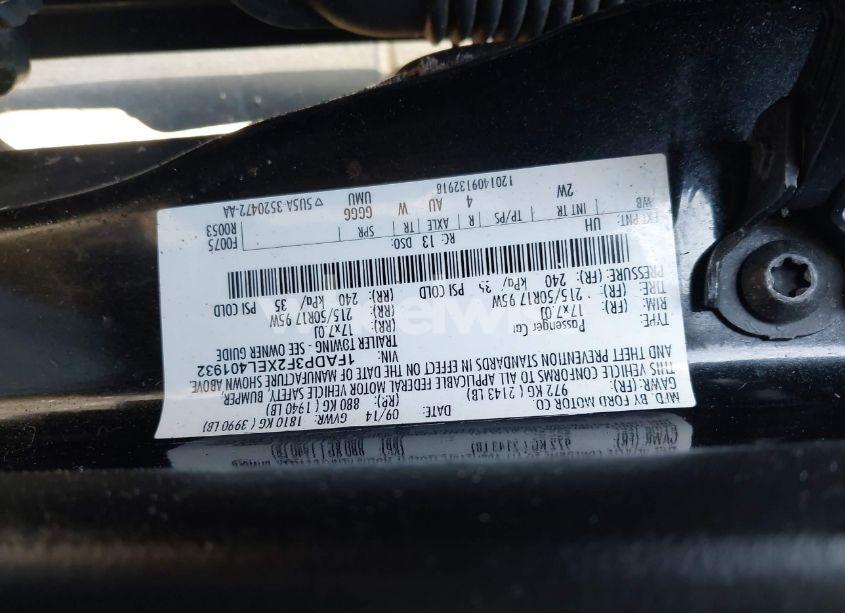 MFD. BY FORD MOTOR CO.
DATE: 09/14 GVWR: 1810 KG ( 3990 LB)
GAWR: (FR): 972 KG ( 2143 LB) (RR): 880 KG ( 1940 LB)
THIS VEHICLE CONFORMS TO ALL APPLICABLE FEDERAL MOTOR VEHICLE SAFETY, BUMPER,
AND THEFT PREVENTION STANDARDS IN EFFECT ON THE DATE OF MANUFACTURE SHOWN ABOVE.
VIN: 1FADP3F2XEL401932
TYPE: Passenger Car TRAILER TOWING - SEE OWNER GUIDE
RIM: 17x7.0J (RR): 17x7.0J
TIRE: (FR): 215/50R17 95W (RR): 215/50R17 95W
PRESSURE: (FR): 240 kPa/ 35 PSI COLD (RR): 240 kPa/ 35 PSI COLD
EXT PNT: UH RC: 13 DSO: F0075
WB INT TR TP/PS R AXLE TR SPR R0053
2W 4 AU W GGG6 UMU
1201409132918 ▽ 5U5A-3520472-AA